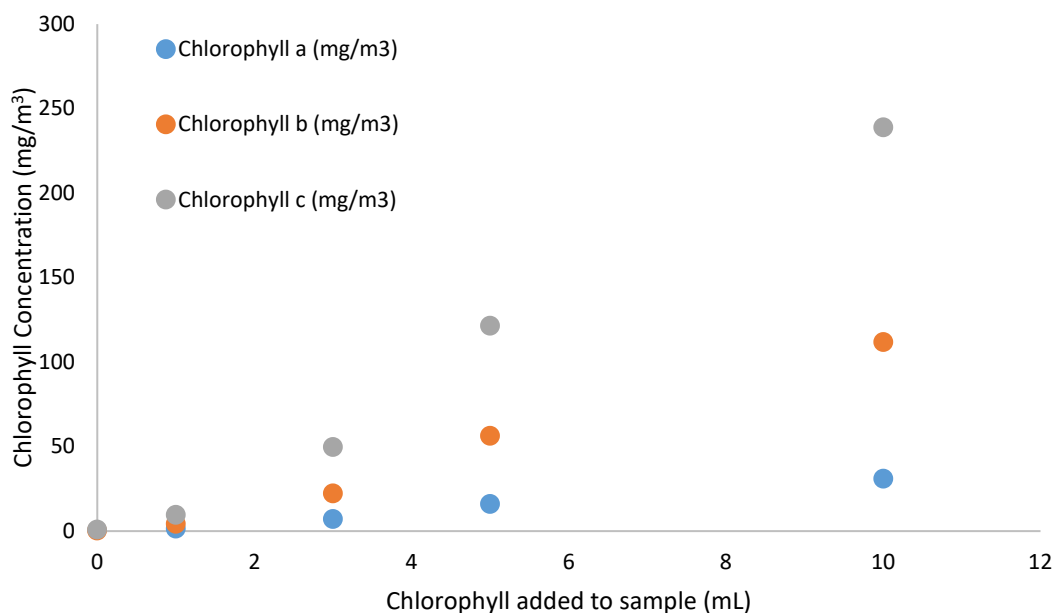 300
250
200
150
100
50
0
Chlorophyll Concentration (mg/m³)
Chlorophyll a (mg/m3)
Chlorophyll b (mg/m3)
Chlorophyll c (mg/m3)
0 2 4 6 8 10 12
Chlorophyll added to sample (mL)